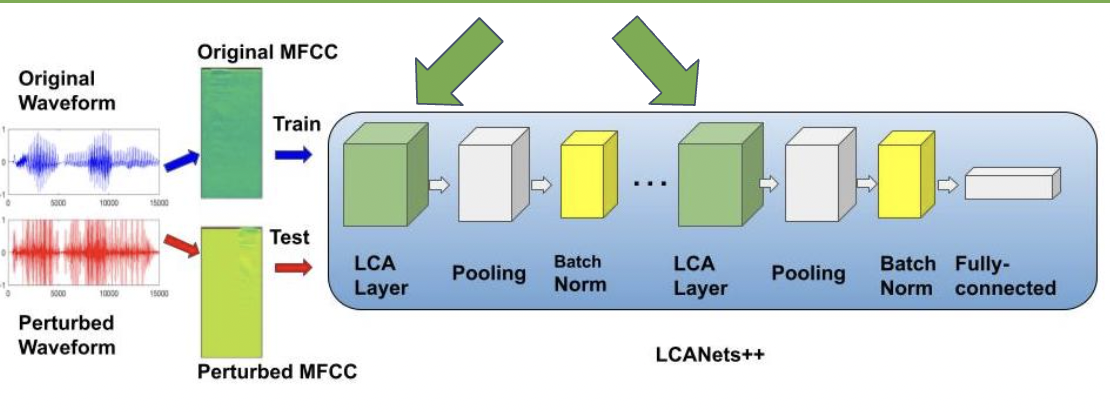 Original MFCC
Original
Waveform
Train
1
0
-1
0
5000
10000
15000
Test
1
0
-1
0
5000
10000
15000
Perturbed
Waveform
Perturbed MFCC
LCA
Layer
Pooling
Batch
Norm
...
LCA
Layer
Pooling
Batch
Norm
Fully-
connected
LCANets++